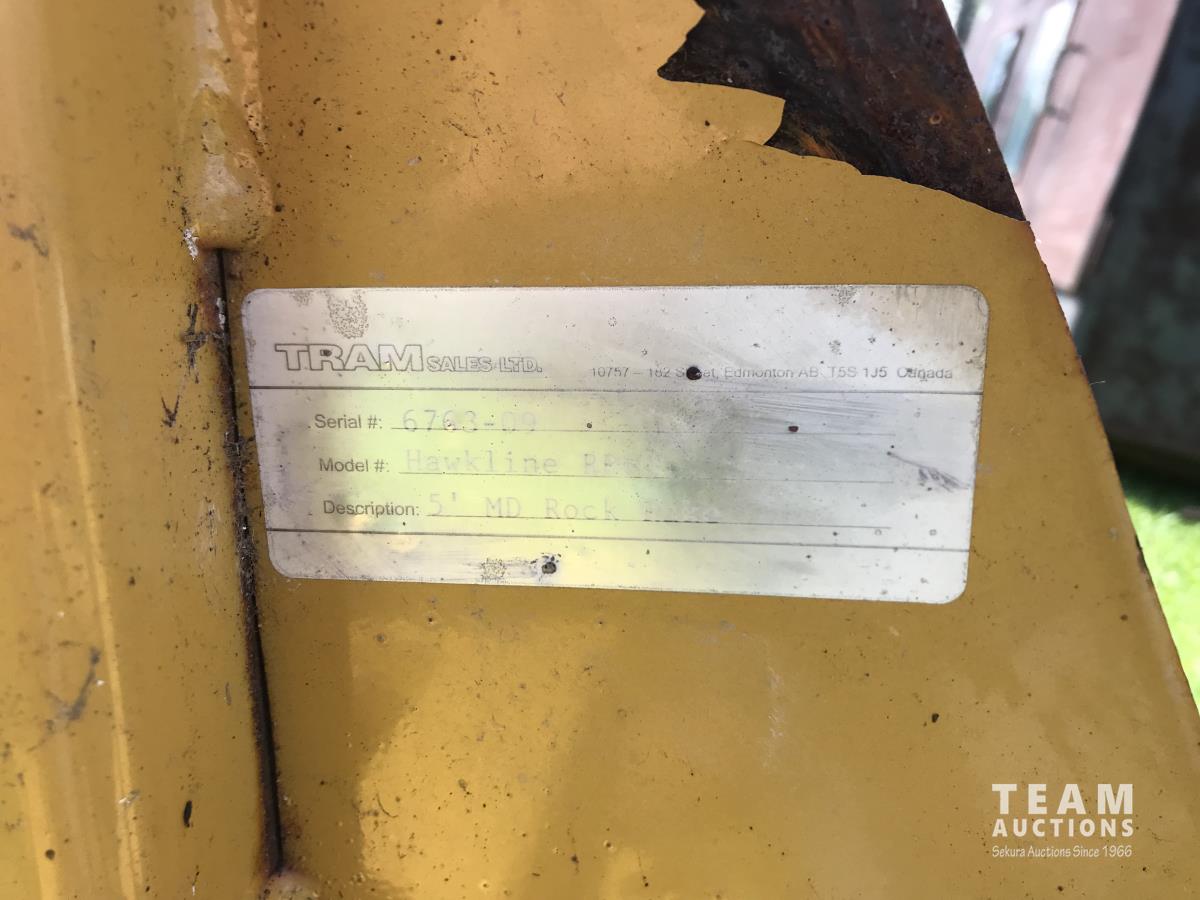 TRAM SALES LTD. 10757 – 182 Street, Edmonton AB T5S 1J5 Canada
Serial #: 6763-09
Model #: Hawkline
Description: 5' MD Rock
TEAM
AUCTIONS
Sekura Auctions Since 1966